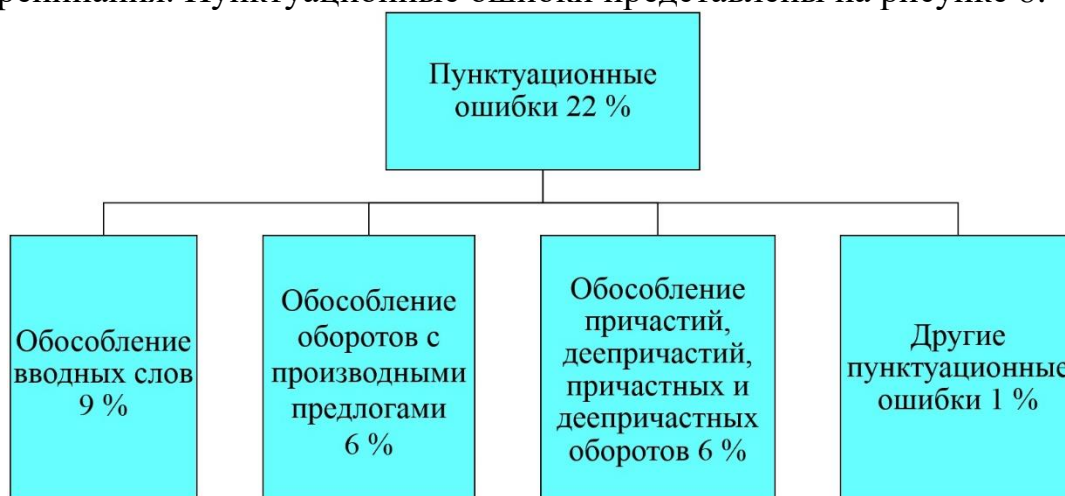 Пунктуационные ошибки представлены на рисунке
Пунктуационные
ошибки 22 %
Обособление
вводных слов
9 %
Обособление
оборотов с
производными
предлогами
6 %
Обособление
причастий,
деепричастий,
причастных и
деепричастных
оборотов 6 %
Другие
пунктуационные
ошибки 1 %